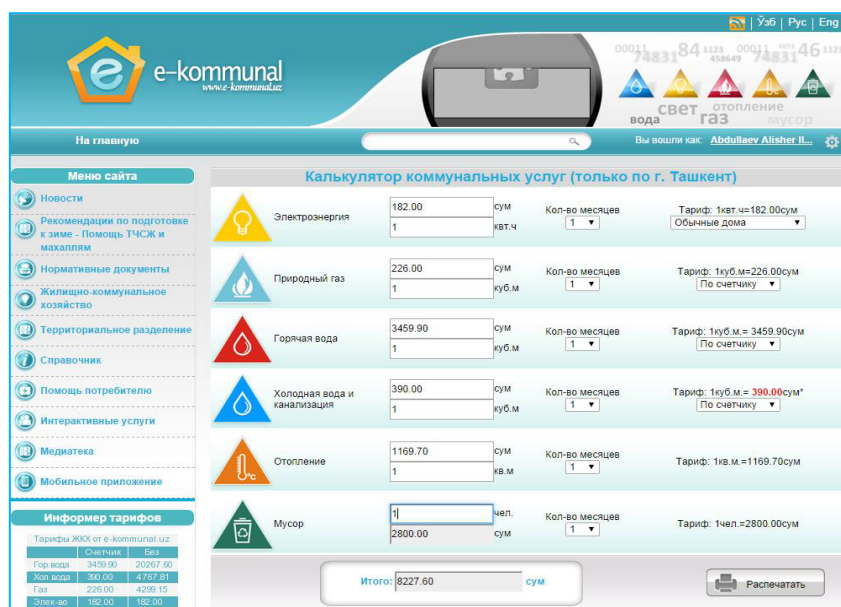 Ўзб | Рус | Eng
e-kommunal
www.e-kommunal.uz
вода свет газ отопление мусор
На главную
Вы вошли как: Abdullaev Alisher Il...
Меню сайта
Новости
Рекомендации по подготовке
к зиме - Помощь ТЧСЖ и
махаллям
Нормативные документы
Жилищно-коммунальное
хозяйство
Территориальное разделение
Справочник
Помощь потребителю
Интерактивные услуги
Медиатека
Мобильное приложение
Информер тарифов
Тарифы ЖКХ от e-kommunal.uz
Счетчик Без
Гор.вода 3459.90 20267.60
Хол.вода 390.00 4767.81
Газ 226.00 4299.15
Элек-во 182.00 182.00
Калькулятор коммунальных услуг (только по г. Ташкент)
Электроэнергия
182.00 сум
1 квт.ч
Кол-во месяцев
1
Тариф: 1квт.ч=182.00сум
Обычные дома
Природный газ
226.00 сум
1 куб.м
Кол-во месяцев
1
Тариф: 1куб.м=226.00сум
По счетчику
Горячая вода
3459.90 сум
1 куб.м
Кол-во месяцев
1
Тариф: 1куб.м.= 3459.90сум
По счетчику
Холодная вода и
канализация
390.00 сум
1 куб.м
Кол-во месяцев
1
Тариф: 1куб.м.= 390.00сум*
По счетчику
Отопление
1169.70 сум
1 кв.м
Кол-во месяцев
1
Тариф: 1кв.м.=1169.70сум
Мусор
1 чел.
2800.00 сум
Кол-во месяцев
1
Тариф: 1чел.=2800.00сум
Итого: 8227.60 сум
Распечатать